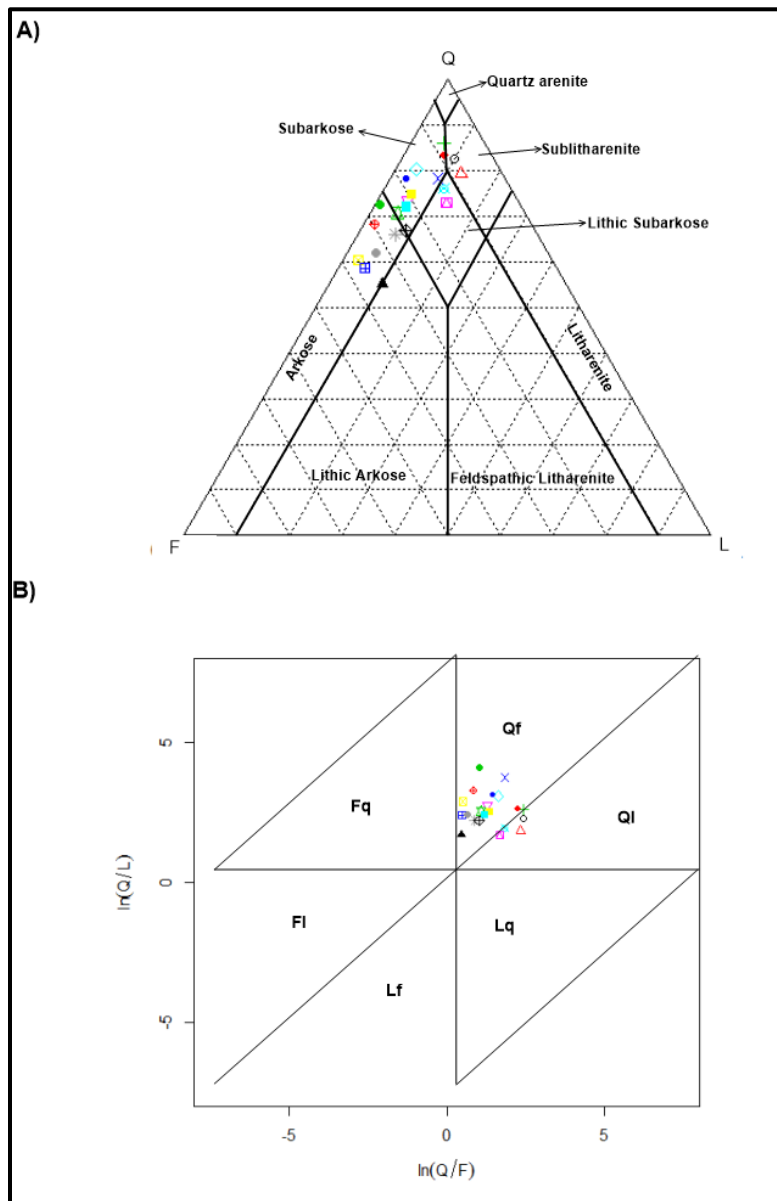 A)
Q
Quartz arenite
Subarkose
Sublitharenite
Lithic Subarkose
Arkose
Litharenite
Lithic Arkose
Feldspathic Litharenite
F
L
B)
5
Qf
Fq
Ql
ln(Q/L)
0
Fl
Lq
Lf
-5
-5
0
5
ln(Q/F)